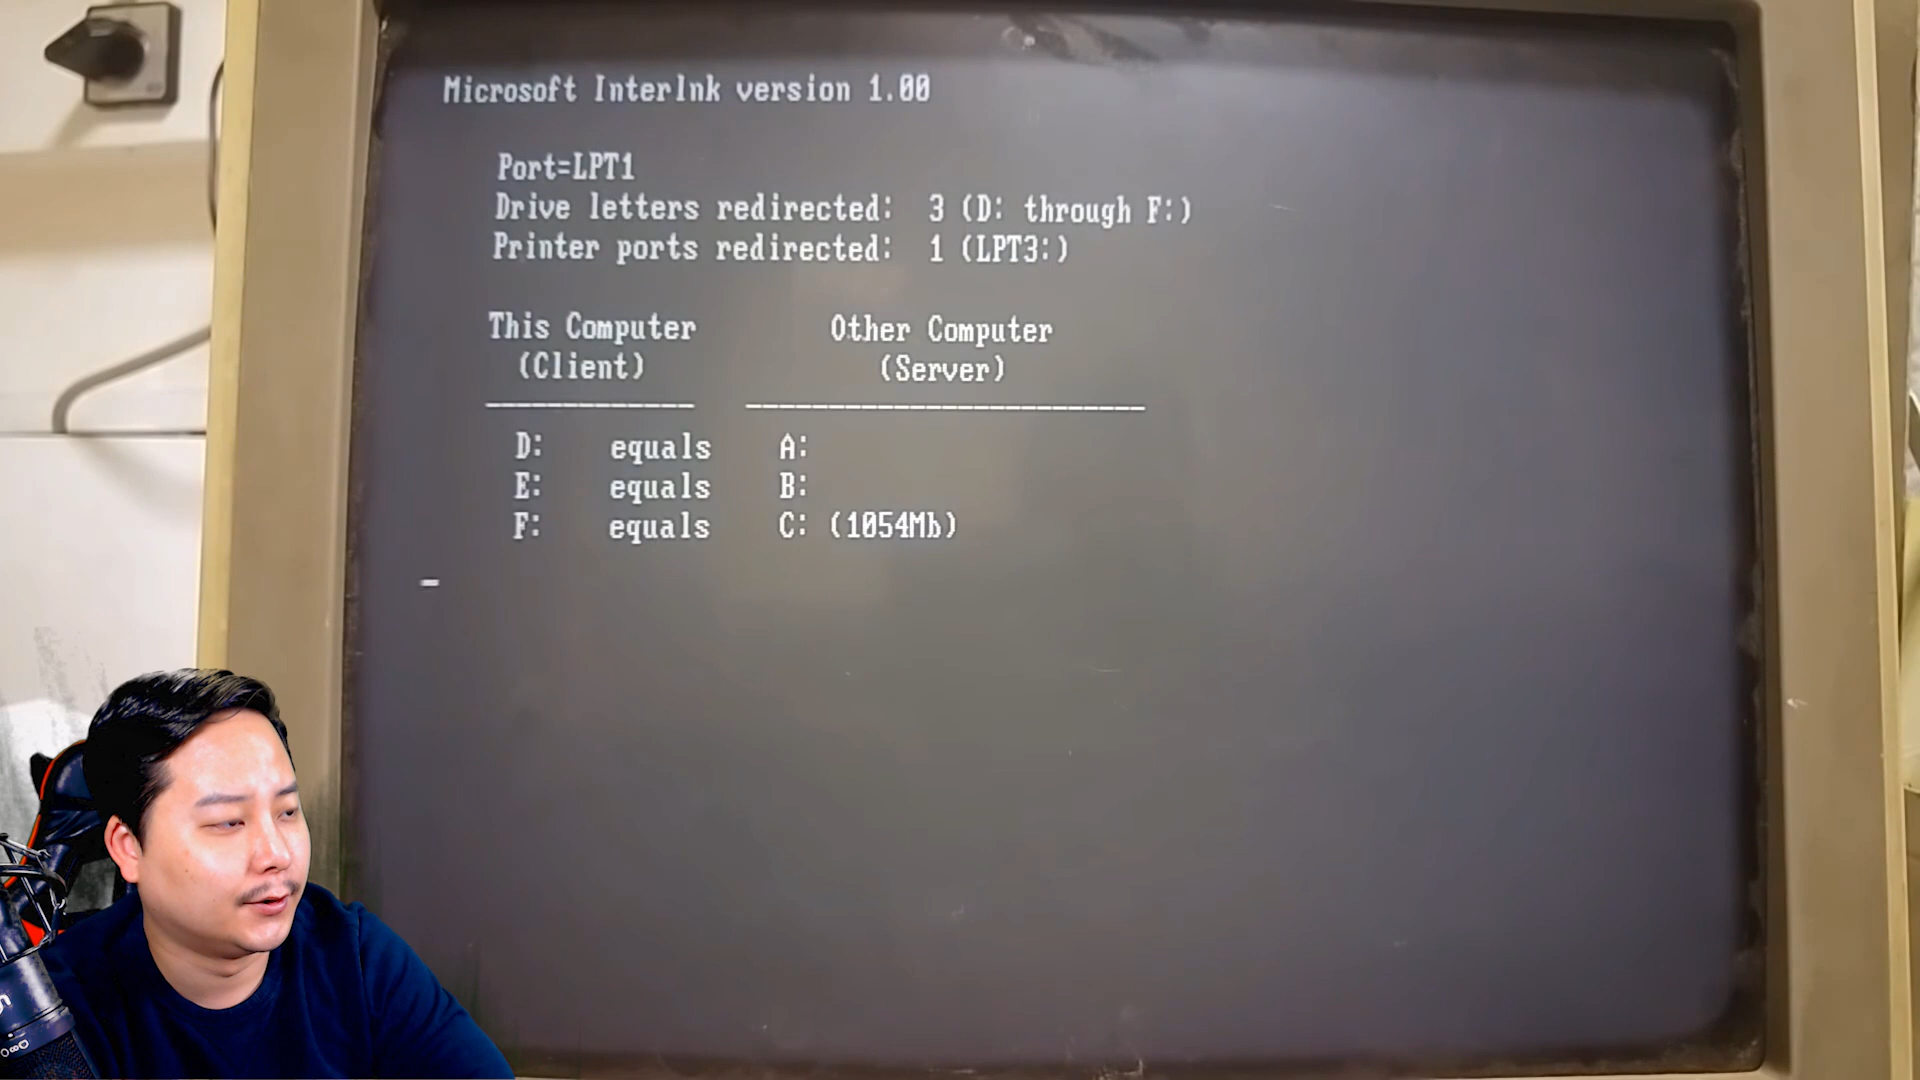 Microsoft Interlnk version 1.00
Port=LPT1
Drive letters redirected: 3 (D: through F:)
Printer ports redirected: 1 (LPT3:)
This Computer Other Computer
(Client) (Server)
D: equals A:
E: equals B:
F: equals C: (1054Mb)